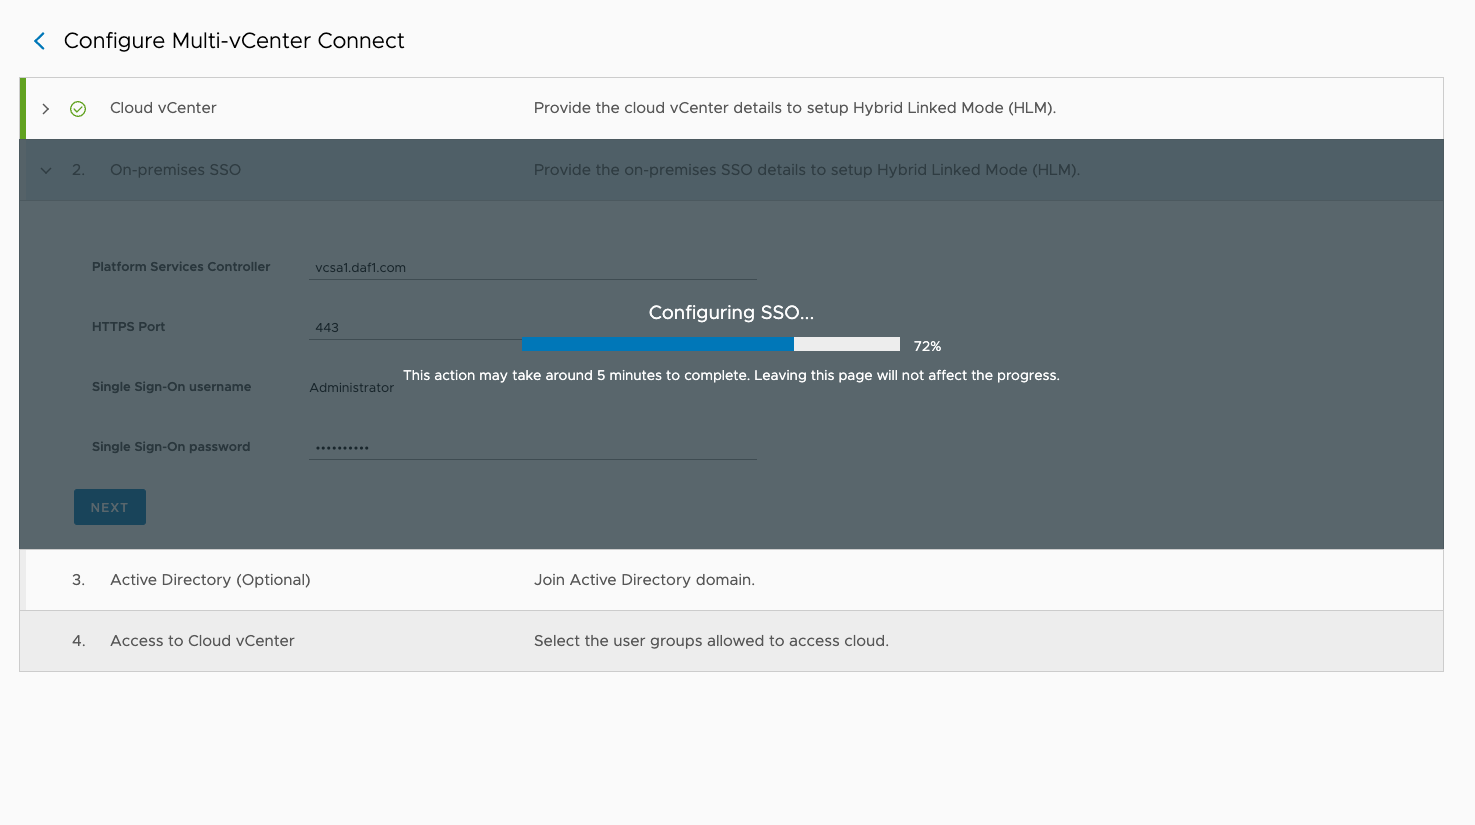 Configure Multi-vCenter Connect
Cloud vCenter Provide the cloud vCenter details to setup Hybrid Linked Mode (HLM).
2. On-premises SSO Provide the on-premises SSO details to setup Hybrid Linked Mode (HLM).
Platform Services Controller vcsa1.daf1.com
Configuring SSO...
HTTPS Port 443
72%
This action may take around 5 minutes to complete. Leaving this page will not affect the progress.
Single Sign-On username Administrator
Single Sign-On password ••••••••••
NEXT
3. Active Directory (Optional) Join Active Directory domain.
4. Access to Cloud vCenter Select the user groups allowed to access cloud.